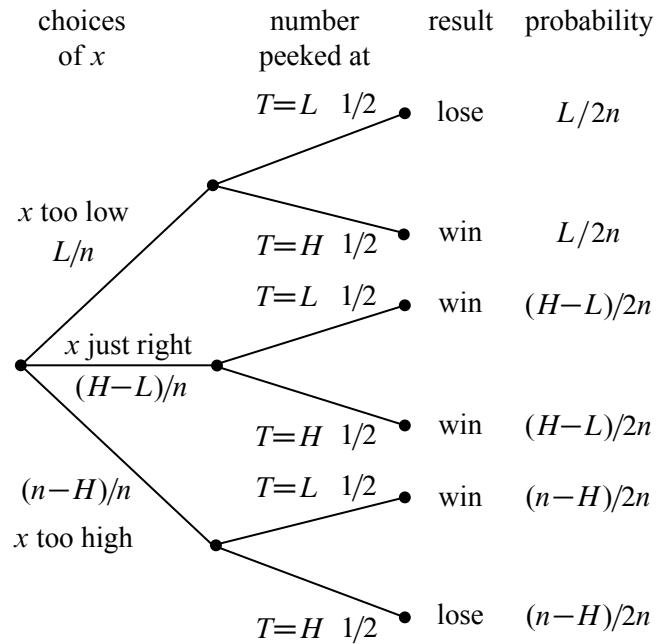 choices number result probability
of x peeked at
T=L 1/2 lose L/2n
x too low
L/n
T=H 1/2 win L/2n
T=L 1/2 win (H−L)/2n
x just right
(H−L)/n
T=H 1/2 win (H−L)/2n
(n−H)/n T=L 1/2 win (n−H)/2n
x too high
T=H 1/2 lose (n−H)/2n